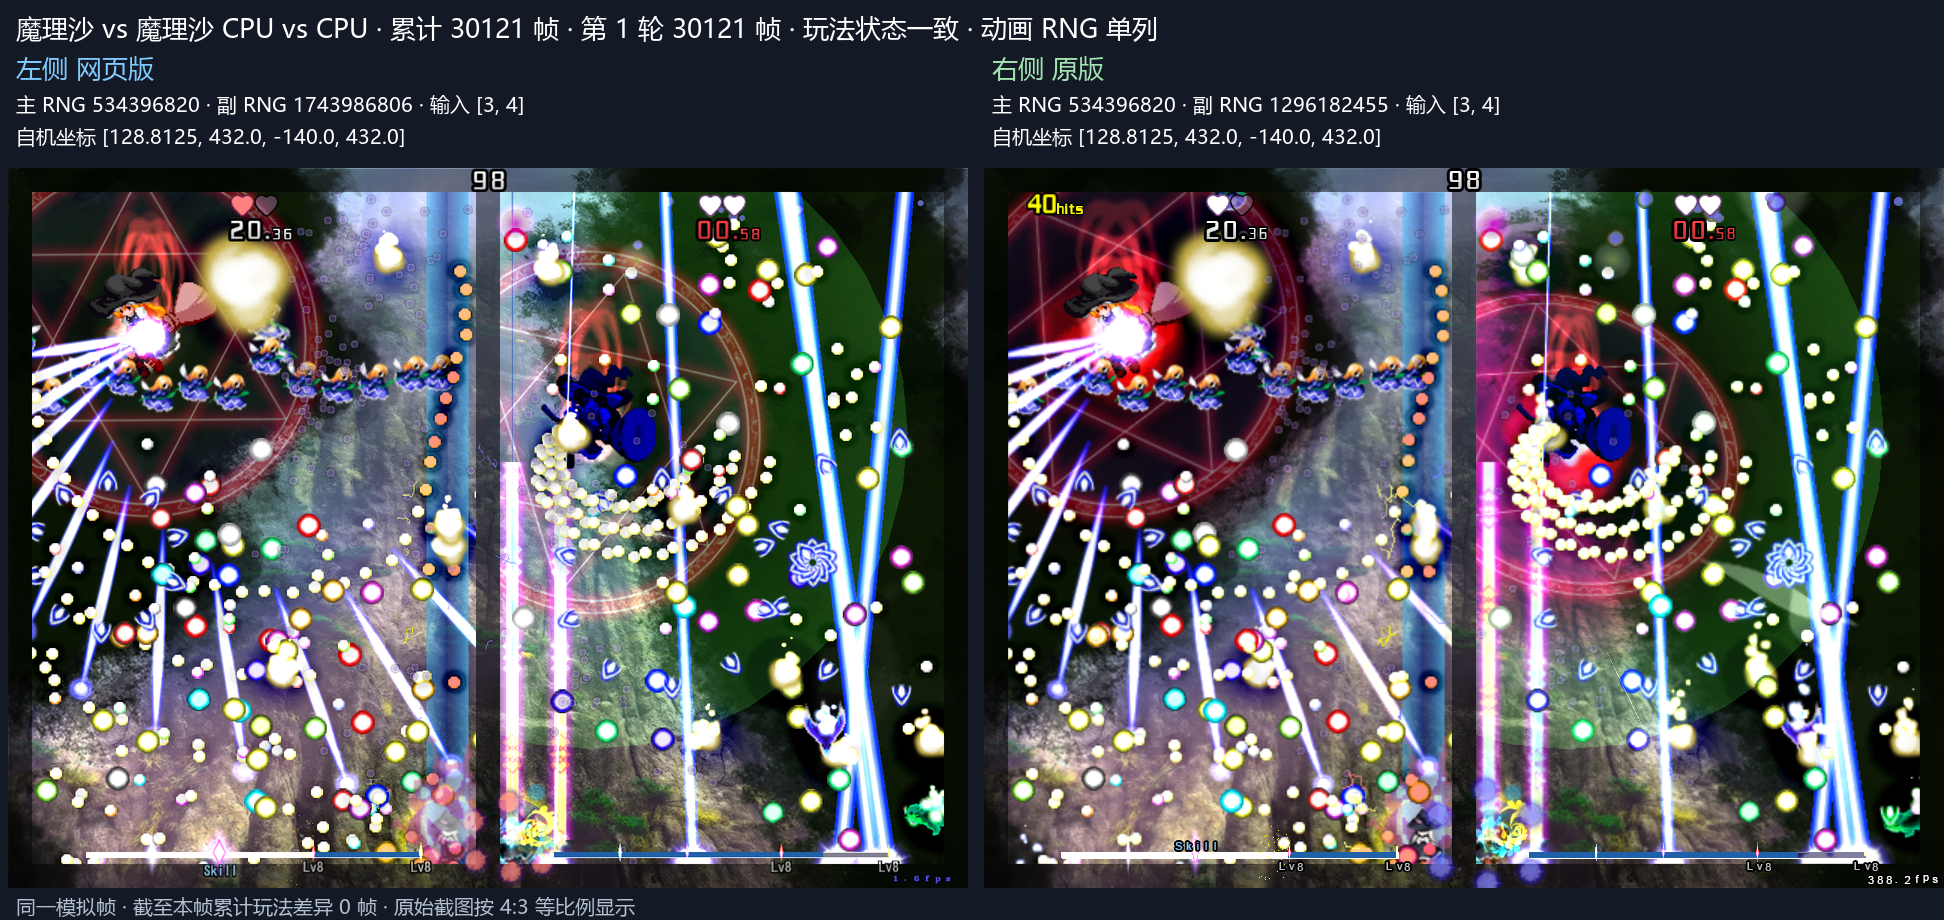 魔理沙 vs 魔理沙 CPU vs CPU · 累计 30121 帧 · 第 1 轮 30121 帧 · 玩法状态一致 · 动画 RNG 单列
左侧 网页版
主 RNG 534396820 · 副 RNG 1743986806 · 输入 [3, 4]
自机坐标 [128.8125, 432.0, -140.0, 432.0]
右侧 原版
主 RNG 534396820 · 副 RNG 1296182455 · 输入 [3, 4]
自机坐标 [128.8125, 432.0, -140.0, 432.0]
98
20.36
00.58
Skill
Lv8
Lv8
Lv8
Lv8
1.6fps
98
40hits
20.36
00.58
Skill
Lv8
Lv8
Lv8
Lv8
388.2fps
同一模拟帧 · 截至本帧累计玩法差异 0 帧 · 原始截图按 4:3 等比例显示